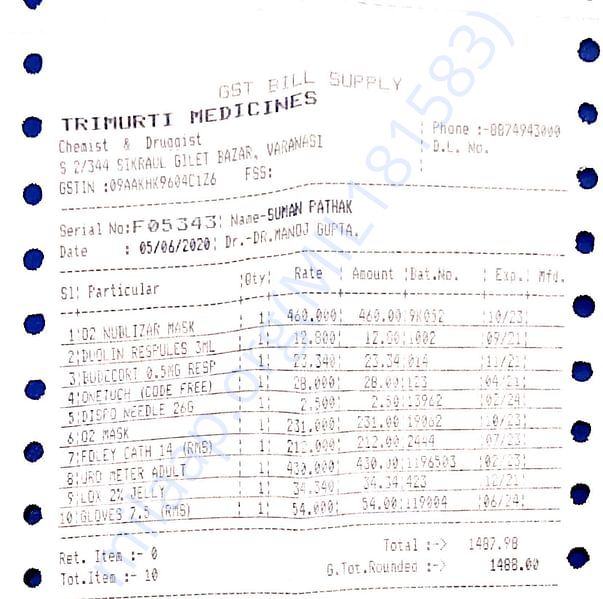 GST BILL SUPPLY
TRIMURTI MEDICINES
Chemist & Druggist
S 2/344 SIKRAUL GILET BAZAR, VARANASI
GSTIN :09AAKHK9604C1Z6 FSS:
Phone :-8874943000
D.L. No.
Serial No:F05343 Name-SUMAN PATHAK
Date : 05/06/2020 Dr.-DR.MANOJ GUPTA.
Sl Particular Qty Rate Amount Bat.No. Exp. Mfd.
1 O2 NUBLIZAR MASK 1 460.000 460.00 9K052 10/23
2 DUOLIN RESPULES 3ML 1 12.800 12.80 1002 09/21
3 BUDECORT 0.5MG RESP 1 23.340 23.34 014 11/21
4 ONETUCH (CODE FREE) 1 28.000 28.00 123 04/21
5 DISPO NEEDLE 26G 1 2.500 2.50 13962 02/24
6 O2 MASK 1 231.000 231.00 19062 10/23
7 FOLEY CATH 14 (RMS) 1 212.000 212.00 2444 07/23
8 URO METER ADULT 1 430.000 430.00 1196503 02/23
9 LOX 2% JELLY 1 34.340 34.34 423 12/21
10 GLOVES 7.5 (RMS) 1 54.000 54.00 119004 06/24
Ret. Item :- 0 Total :-> 1487.98
Tot.Item :- 10 G.Tot.Rounded :-> 1488.00
milaap.org(MIL181583)